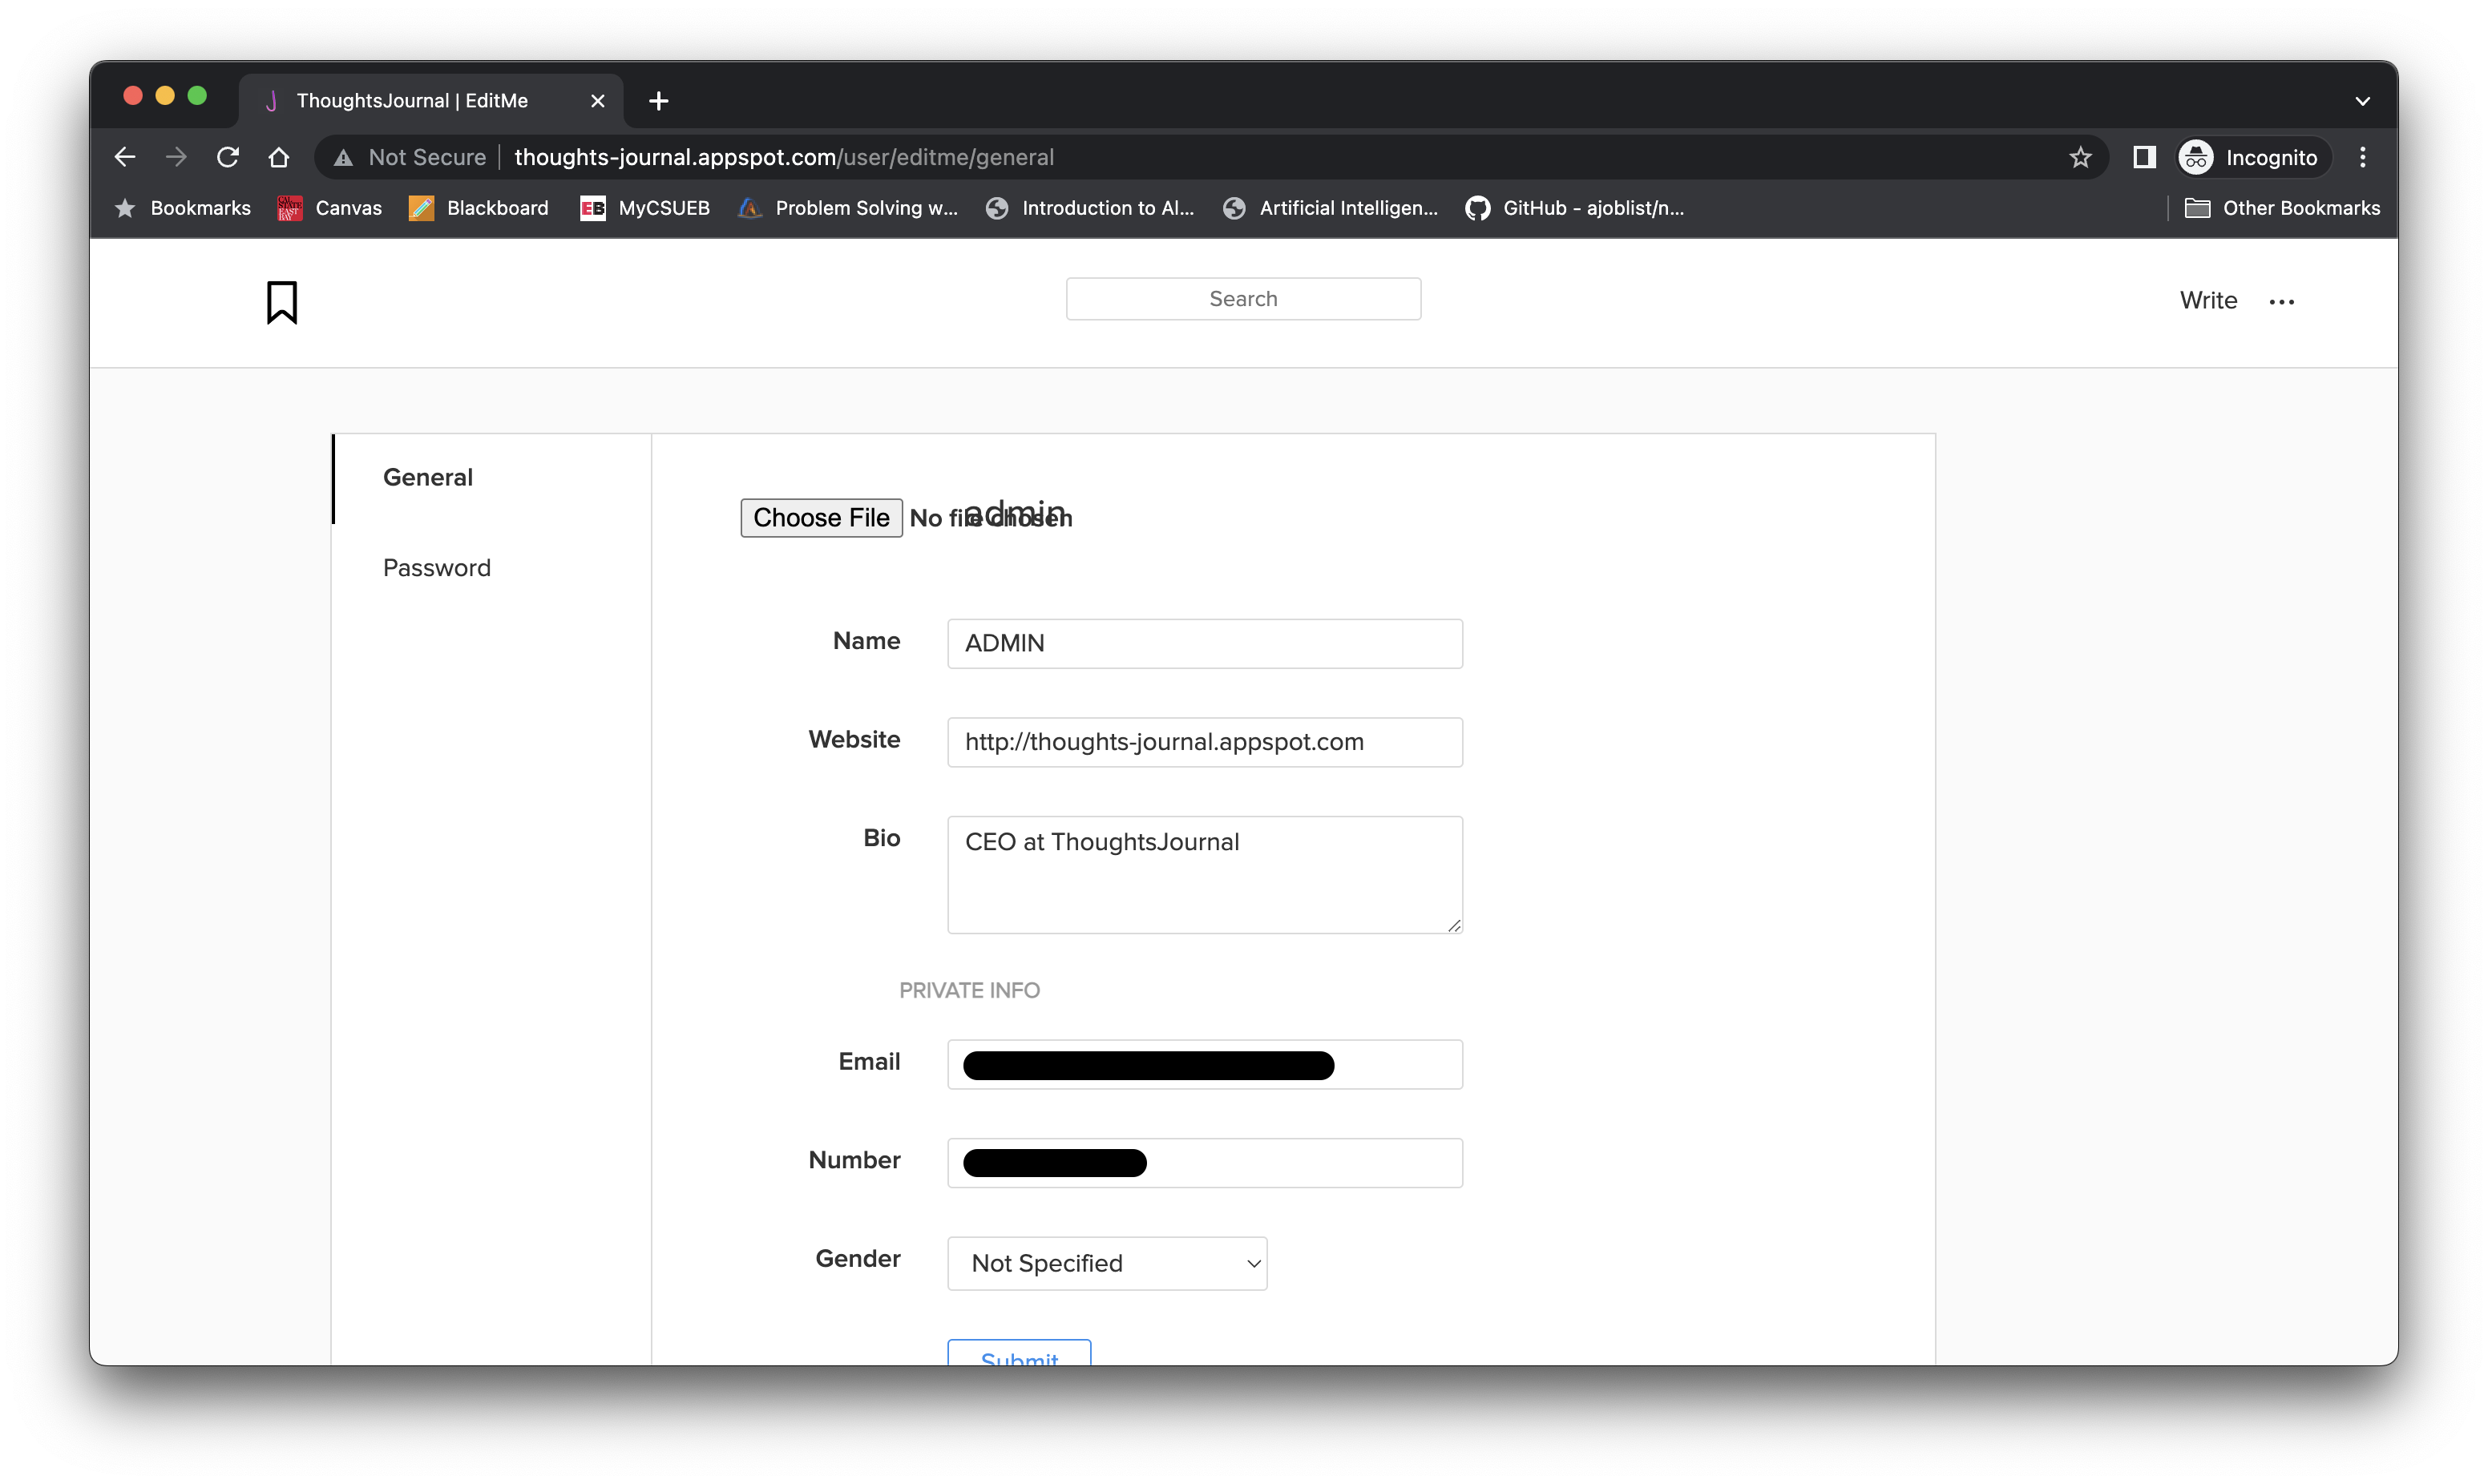 ThoughtsJournal | EditMe
Not Secure thoughts-journal.appspot.com/user/editme/general Incognito
Bookmarks Canvas Blackboard MyCSUEB Problem Solving w... Introduction to AI... Artificial Intelligen... GitHub - ajoblist/n... Other Bookmarks
Search Write
General
Password
Choose File No file chosen
admin
Name ADMIN
Website http://thoughts-journal.appspot.com
Bio CEO at ThoughtsJournal
PRIVATE INFO
Email
Number
Gender Not Specified
Submit